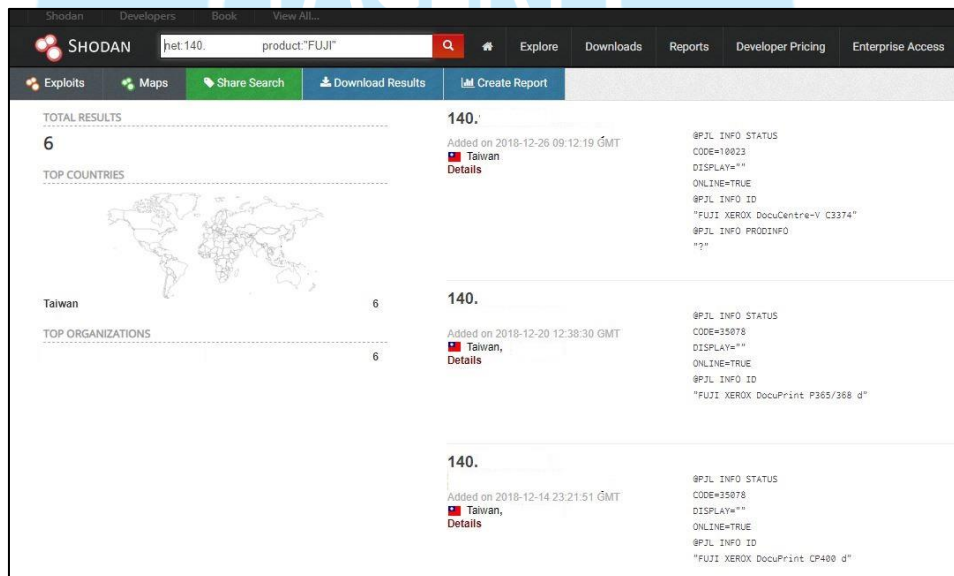 Shodan Developers Book View All...
SHODAN net:140. product:"FUJI" Explore Downloads Reports Developer Pricing Enterprise Access
Exploits Maps Share Search Download Results Create Report
TOTAL RESULTS
6
TOP COUNTRIES
Taiwan 6
TOP ORGANIZATIONS
6
140.
Added on 2018-12-26 09:12:19 GMT
Taiwan
Details
@PJL INFO STATUS
CODE=10023
DISPLAY=""
ONLINE=TRUE
@PJL INFO ID
"FUJI XEROX DocuCentre-V C3374"
@PJL INFO PRODINFO
"?"
140.
Added on 2018-12-20 12:38:30 GMT
Taiwan,
Details
@PJL INFO STATUS
CODE=35078
DISPLAY=""
ONLINE=TRUE
@PJL INFO ID
"FUJI XEROX DocuPrint P365/368 d"
140.
Added on 2018-12-14 23:21:51 GMT
Taiwan,
Details
@PJL INFO STATUS
CODE=35078
DISPLAY=""
ONLINE=TRUE
@PJL INFO ID
"FUJI XEROX DocuPrint CP400 d"